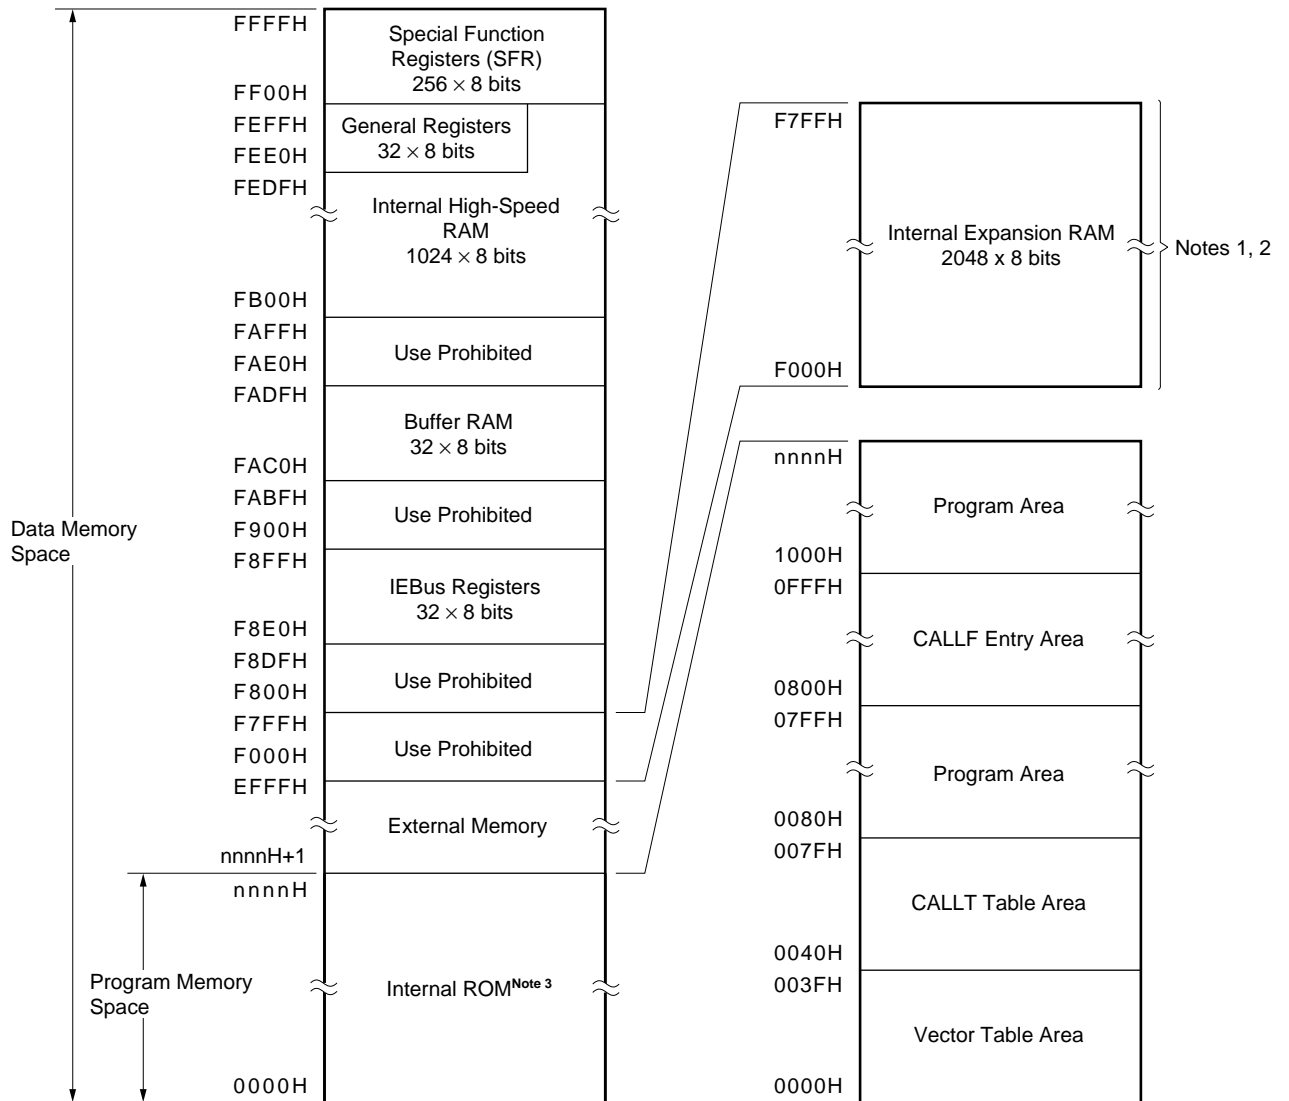 FFFFH
Special Function
Registers (SFR)
256 × 8 bits
FF00H
FEFFH
General Registers
32 × 8 bits
FEE0H
FEDFH
Internal High-Speed
RAM
1024 × 8 bits
FB00H
FAFFH
Use Prohibited
FAE0H
FADFH
Buffer RAM
32 × 8 bits
FAC0H
FABFH
Use Prohibited
F900H
F8FFH
IEBus Registers
32 × 8 bits
F8E0H
F8DFH
Use Prohibited
F800H
F7FFH
Use Prohibited
F000H
EFFFH
External Memory
nnnnH+1
nnnnH
Internal ROM Note 3
0000H
Data Memory
Space
Program Memory
Space
F7FFH
Internal Expansion RAM
2048 x 8 bits
F000H
Notes 1, 2
nnnnH
Program Area
1000H
0FFFH
CALLF Entry Area
0800H
07FFH
Program Area
0080H
007FH
CALLT Table Area
0040H
003FH
Vector Table Area
0000H